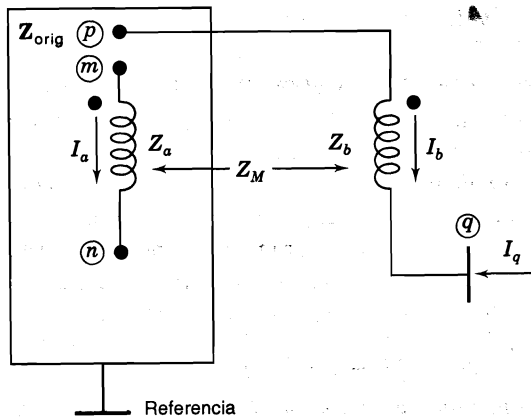 Z_orig
p
m
I_a
Z_a
Z_M
Z_b
I_b
n
q
I_q
Referencia